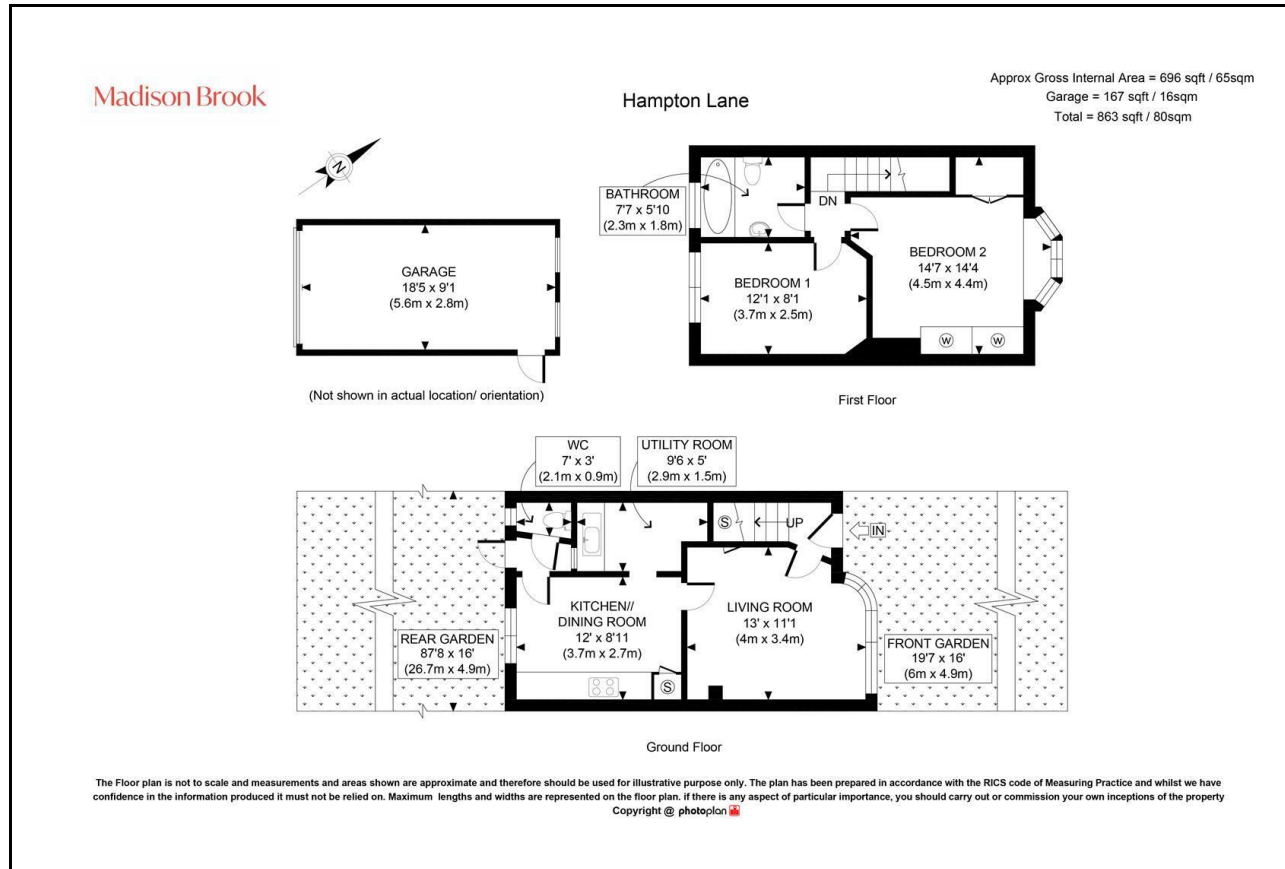 Madison Brook
Hampton Lane
Approx Gross Internal Area = 696 sqft / 65sqm
Garage = 167 sqft / 16sqm
Total = 863 sqft / 80sqm
N
GARAGE
18'5 x 9'1
(5.6m x 2.8m)
(Not shown in actual location/ orientation)
BATHROOM
7'7 x 5'10
(2.3m x 1.8m)
DN
BEDROOM 1
12'1 x 8'1
(3.7m x 2.5m)
BEDROOM 2
14'7 x 14'4
(4.5m x 4.4m)
W
W
First Floor
WC
7' x 3'
(2.1m x 0.9m)
UTILITY ROOM
9'6 x 5'
(2.9m x 1.5m)
S
UP
IN
KITCHEN//
DINING ROOM
12' x 8'11
(3.7m x 2.7m)
S
LIVING ROOM
13' x 11'1
(4m x 3.4m)
REAR GARDEN
87'8 x 16'
(26.7m x 4.9m)
FRONT GARDEN
19'7 x 16'
(6m x 4.9m)
Ground Floor
The Floor plan is not to scale and measurements and areas shown are approximate and therefore should be used for illustrative purpose only. The plan has been prepared in accordance with the RICS code of Measuring Practice and whilst we have
confidence in the information produced it must not be relied on. Maximum lengths and widths are represented on the floor plan. if there is any aspect of particular importance, you should carry out or commission your own inceptions of the property
Copyright @ photoplan